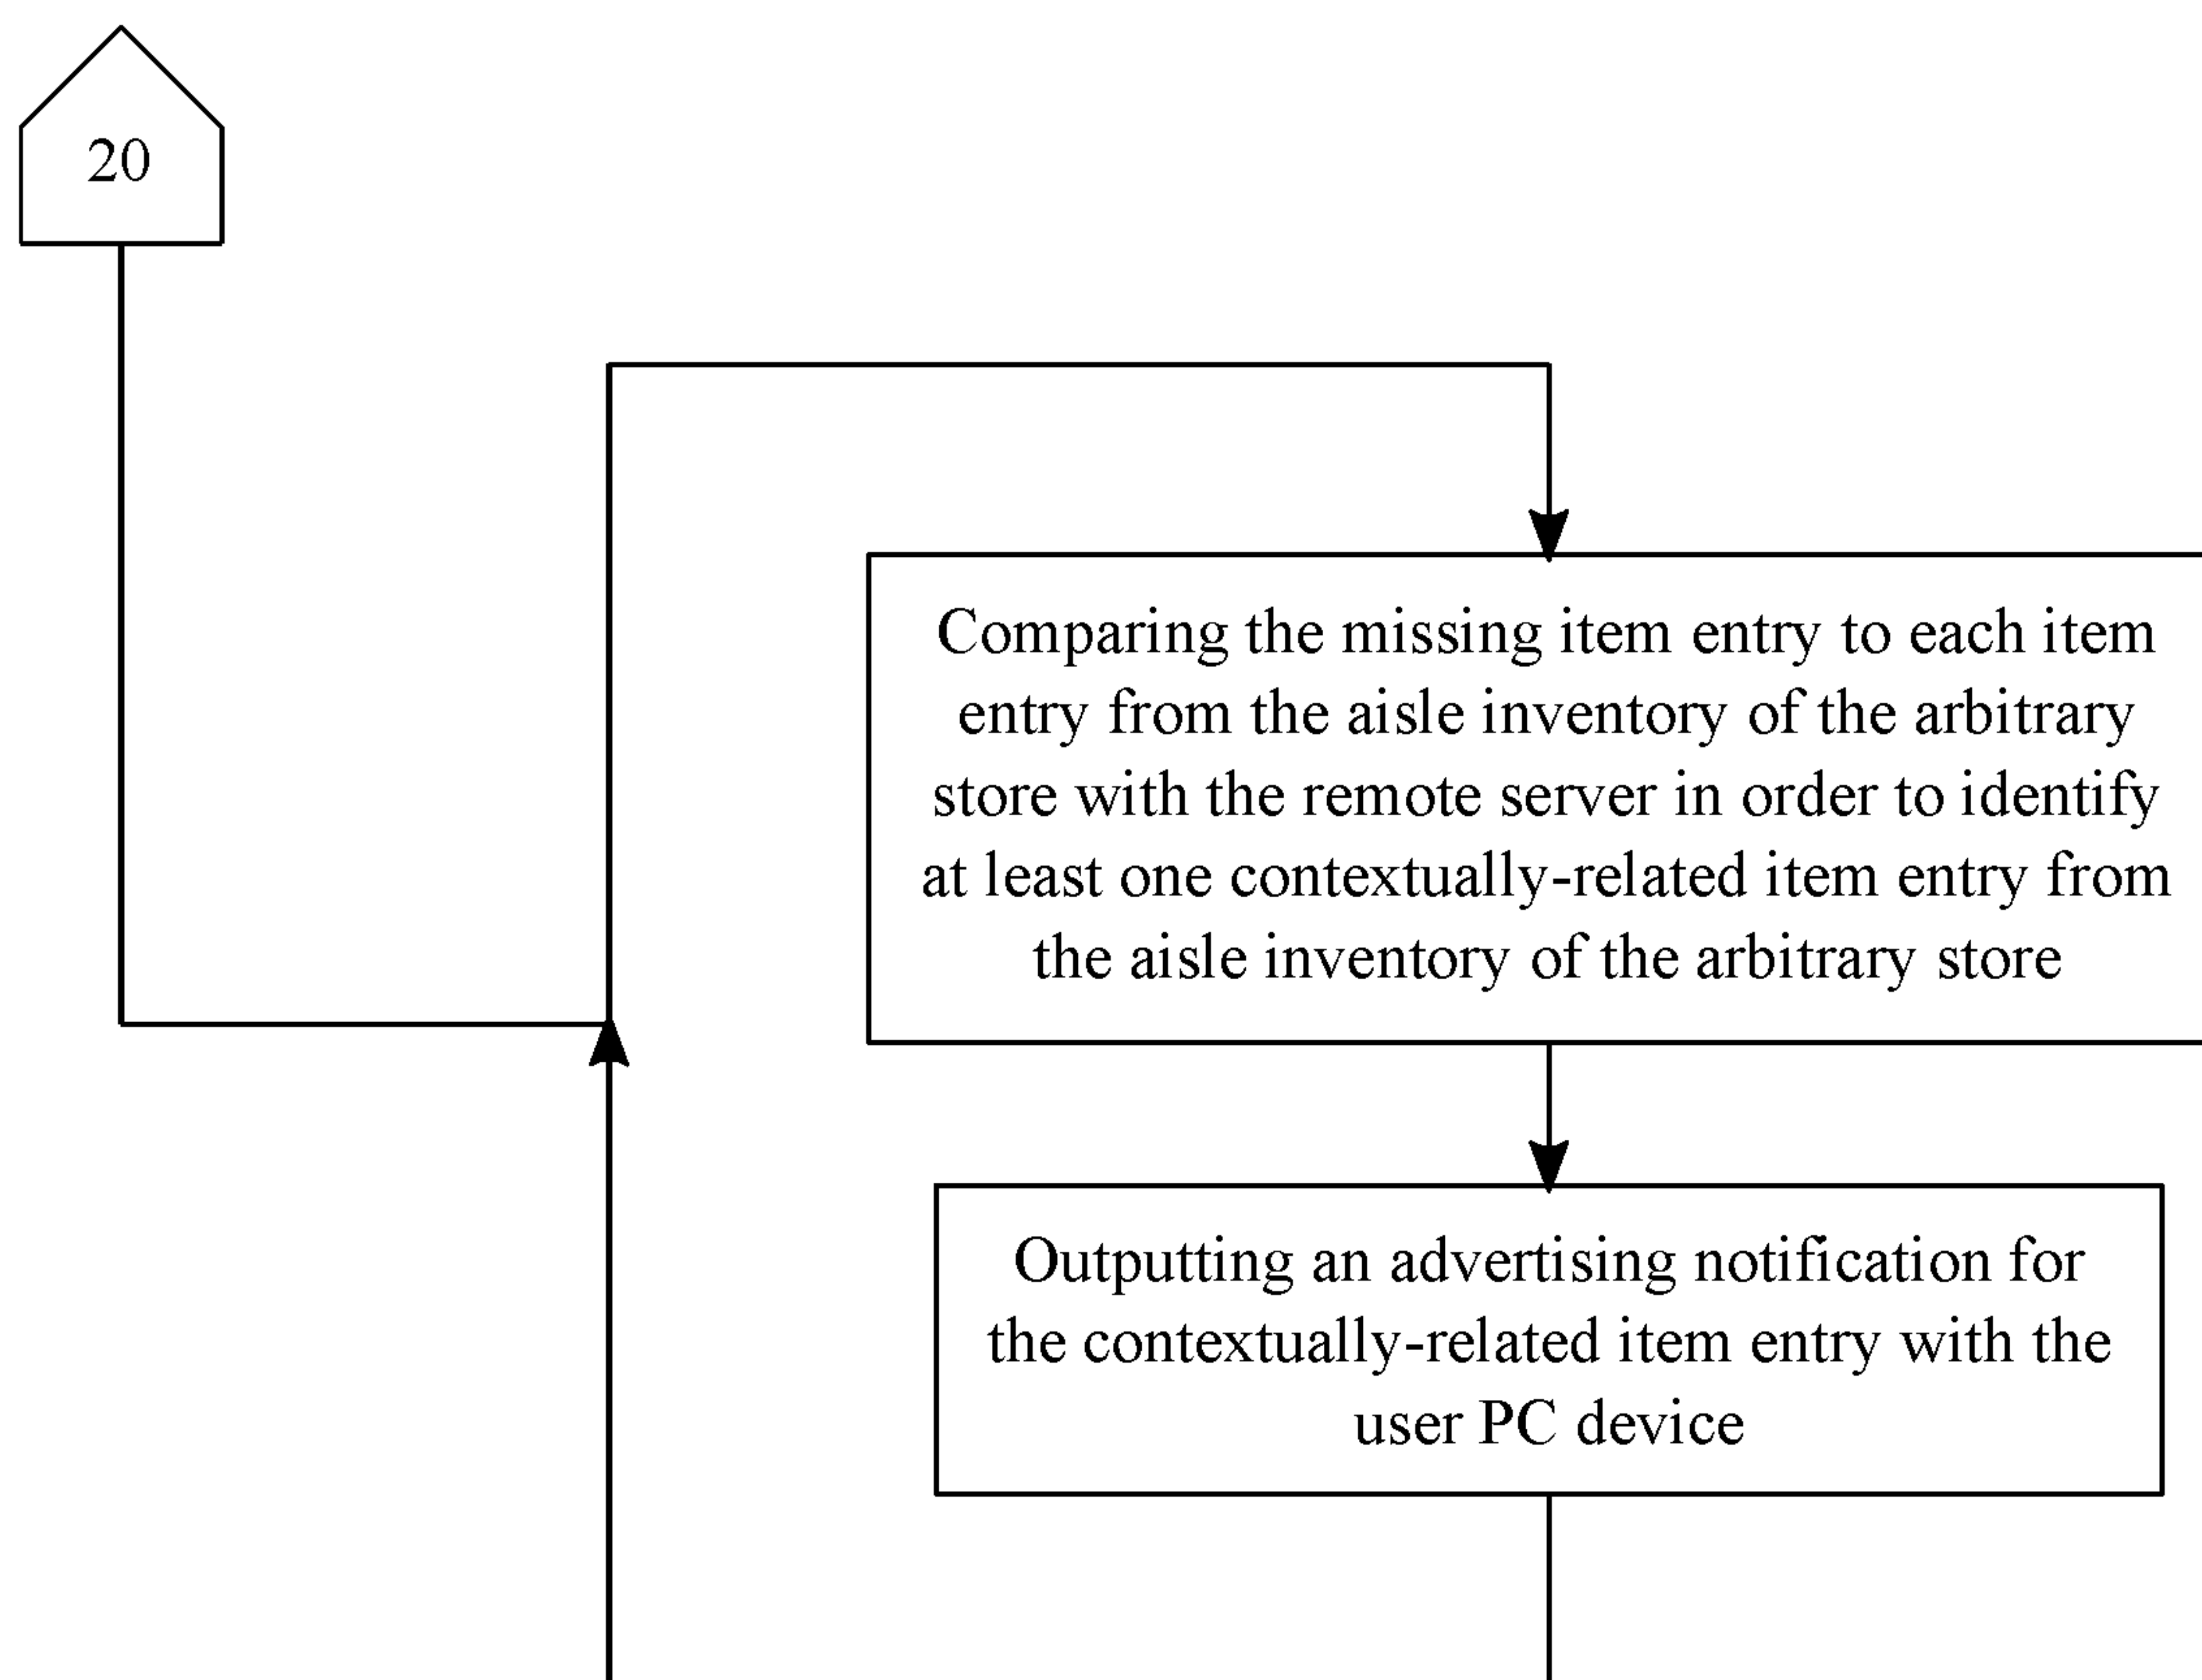 20
Comparing the missing item entry to each item
entry from the aisle inventory of the arbitrary
store with the remote server in order to identify
at least one contextually-related item entry from
the aisle inventory of the arbitrary store
Outputting an advertising notification for
the contextually-related item entry with the
user PC device